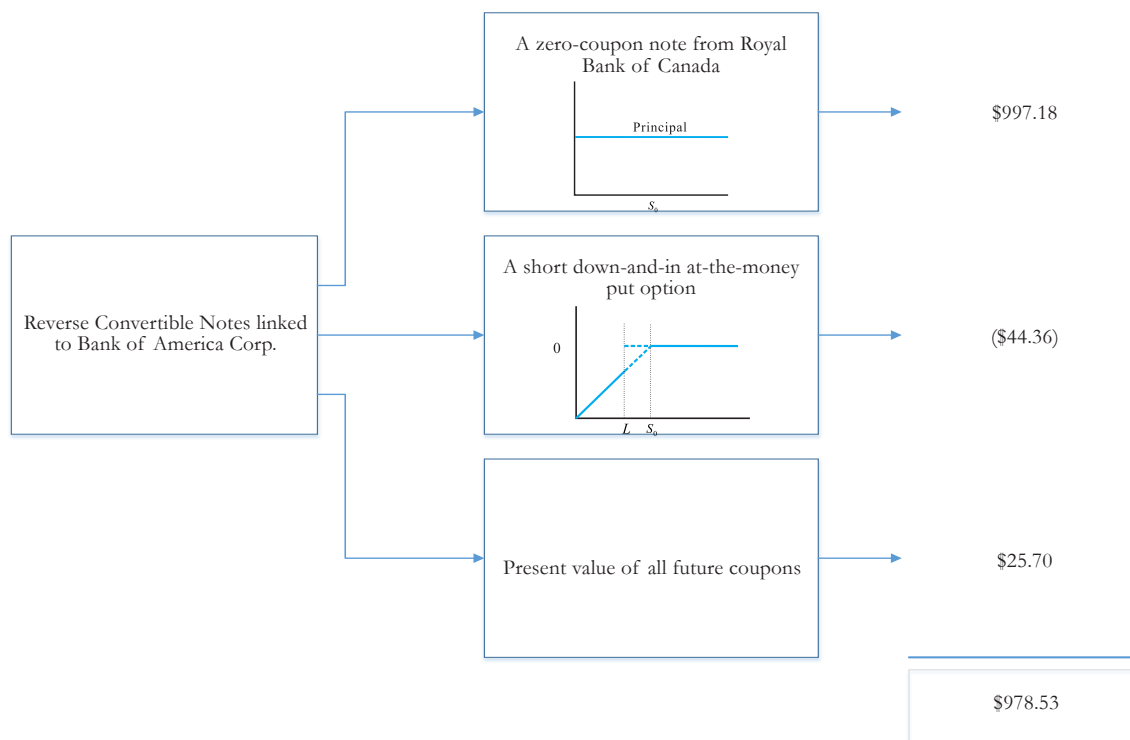 A zero-coupon note from Royal
Bank of Canada
Principal
S₀
$997.18
Reverse Convertible Notes linked
to Bank of America Corp.
A short down-and-in at-the-money
put option
0
L
S₀
($44.36)
Present value of all future coupons
$25.70
$978.53